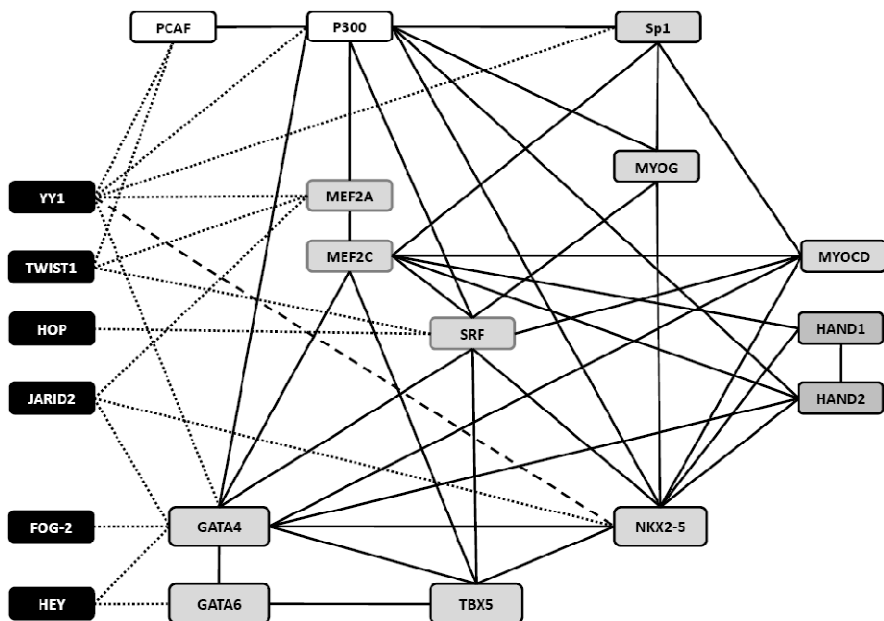 PCAF
P300
Sp1
MYOG
YY1
MEF2A
TWIST1
MEF2C
MYOCD
HOP
SRF
HAND1
JARID2
HAND2
FOG-2
GATA4
NKX2-5
HEY
GATA6
TBX5